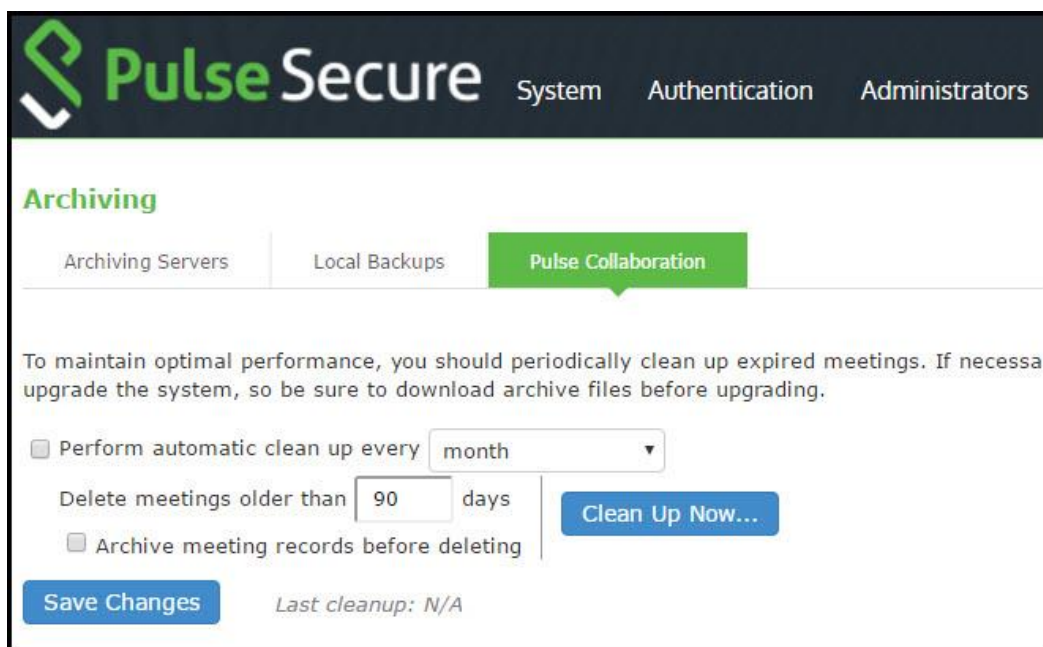 Pulse Secure System Authentication Administrators
Archiving
Archiving Servers Local Backups Pulse Collaboration
To maintain optimal performance, you should periodically clean up expired meetings. If necessa
upgrade the system, so be sure to download archive files before upgrading.
Perform automatic clean up every month
Delete meetings older than 90 days
Clean Up Now...
Archive meeting records before deleting
Save Changes Last cleanup: N/A